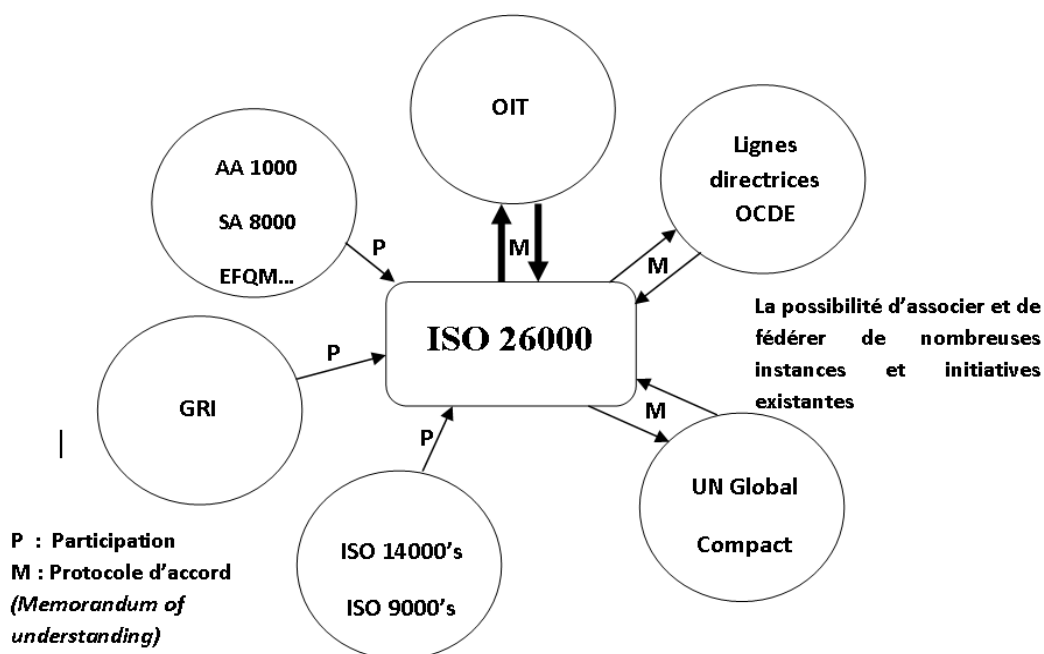 OIT
Lignes
directrices
OCDE
AA 1000
SA 8000
EFQM...
P
M
M
ISO 26000
La possibilité d'associer et de
fédérer de nombreuses
instances et initiatives
existantes
P
GRI
P
M
UN Global
Compact
ISO 14000's
ISO 9000's
P : Participation
M : Protocole d'accord
(Memorandum of
understanding)